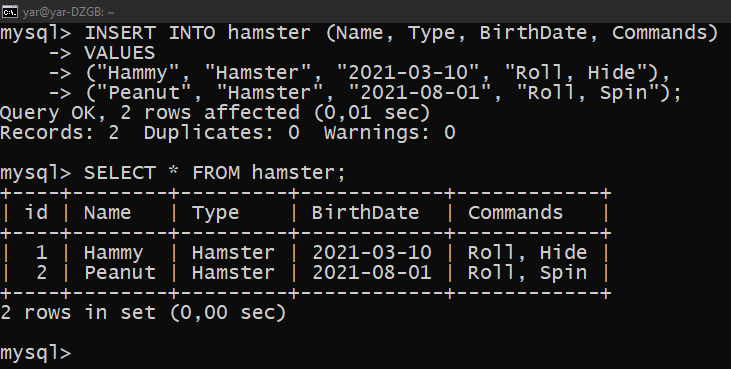 yar@yar-DZGB: ~
mysql> INSERT INTO hamster (Name, Type, BirthDate, Commands)
    -> VALUES
    -> ("Hammy", "Hamster", "2021-03-10", "Roll, Hide"),
    -> ("Peanut", "Hamster", "2021-08-01", "Roll, Spin");
Query OK, 2 rows affected (0,01 sec)
Records: 2  Duplicates: 0  Warnings: 0

mysql> SELECT * FROM hamster;
+----+--------+---------+------------+------------+
| id | Name   | Type    | BirthDate  | Commands   |
+----+--------+---------+------------+------------+
|  1 | Hammy  | Hamster | 2021-03-10 | Roll, Hide |
|  2 | Peanut | Hamster | 2021-08-01 | Roll, Spin |
+----+--------+---------+------------+------------+
2 rows in set (0,00 sec)

mysql>